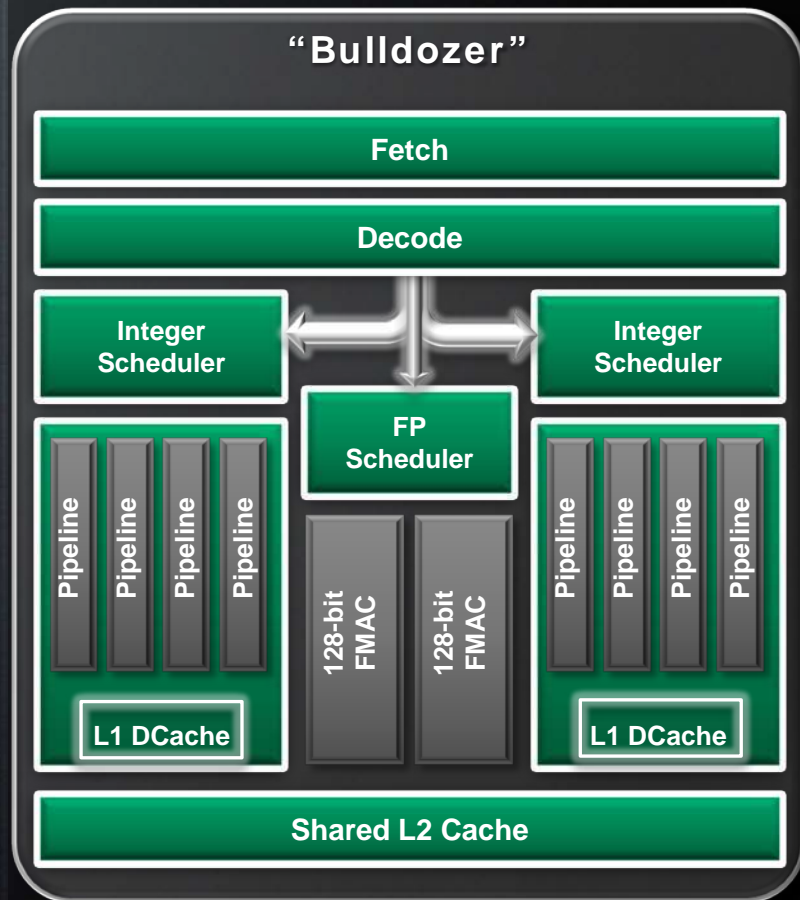 “Bulldozer”
Fetch
Decode
Integer
Scheduler
Integer
Scheduler
FP
Scheduler
Pipeline
Pipeline
Pipeline
Pipeline
128-bit
FMAC
128-bit
FMAC
Pipeline
Pipeline
Pipeline
Pipeline
L1 DCache
L1 DCache
Shared L2 Cache